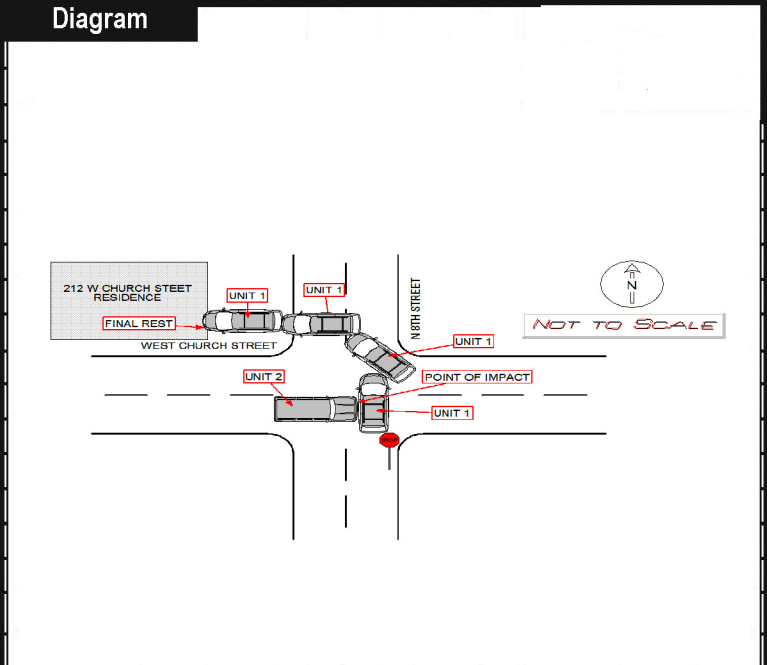 Diagram
212 W CHURCH STEET
RESIDENCE
UNIT 1
UNIT 1
FINAL REST
WEST CHURCH STREET
N 8TH STREET
N
NOT TO SCALE
UNIT 1
UNIT 2
POINT OF IMPACT
UNIT 1
STOP